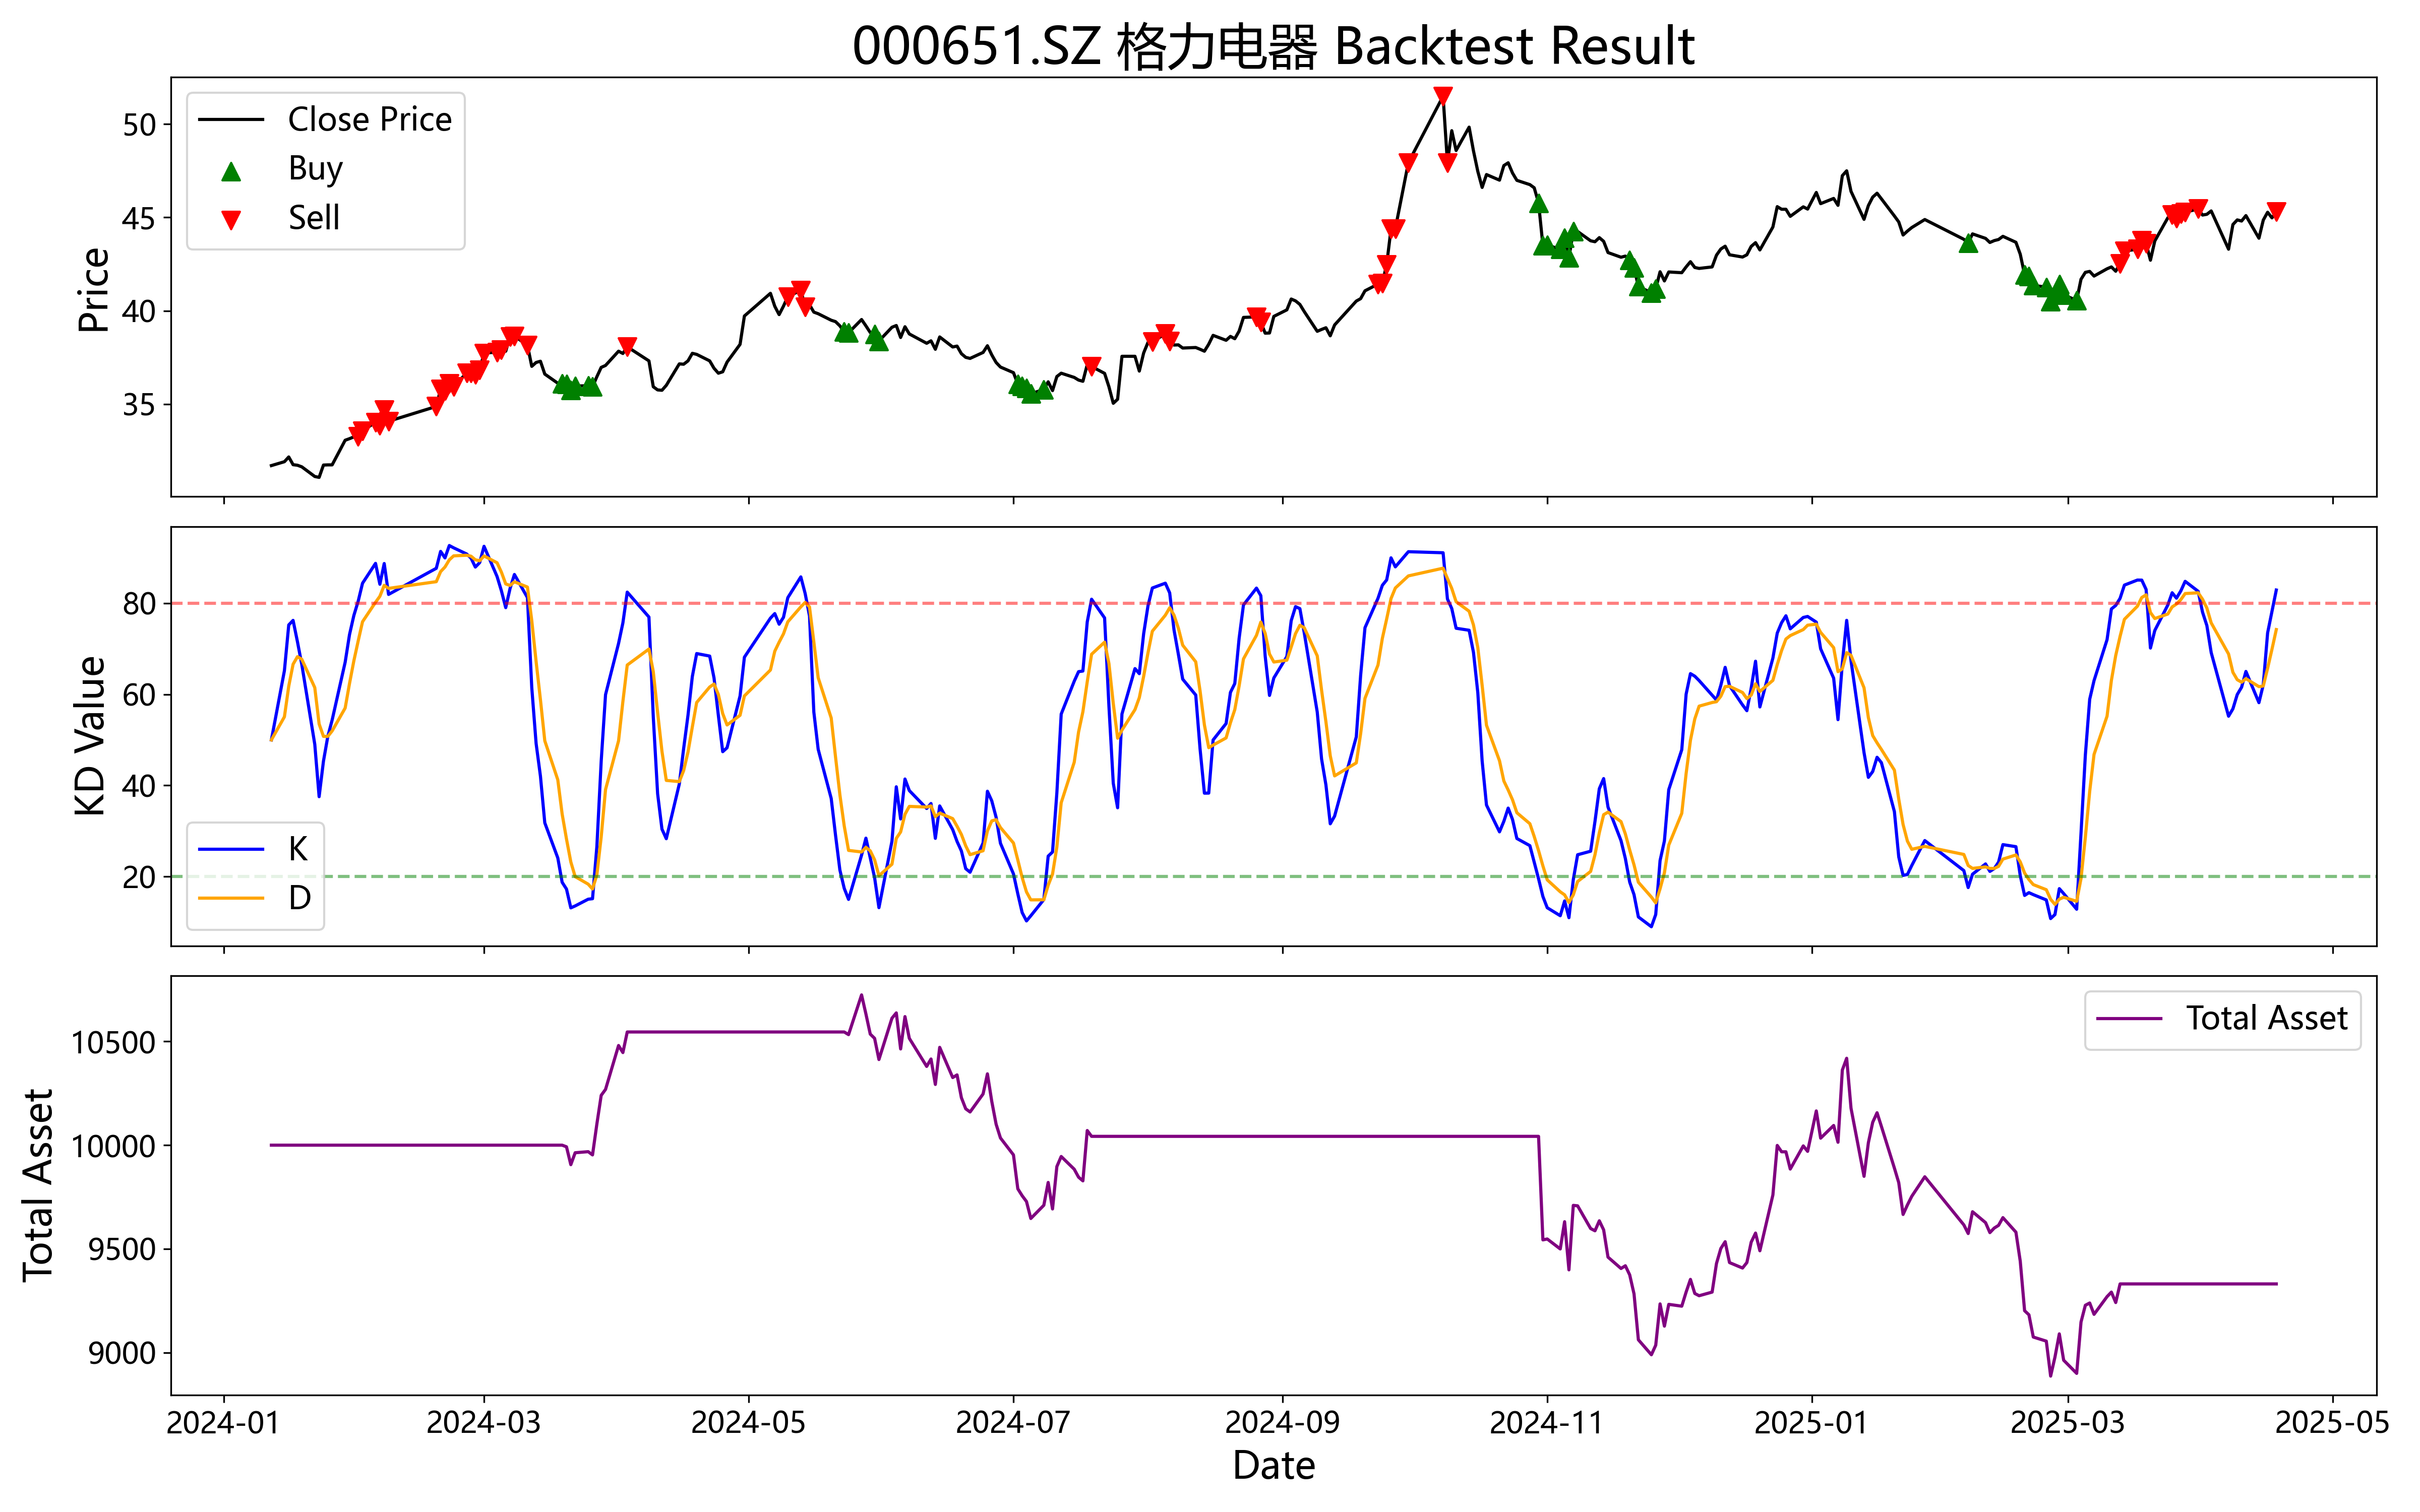 000651.SZ 格力电器 Backtest Result
Close Price
Buy
Sell
Price
50
45
40
35
KD Value
80
60
40
20
K
D
Total Asset
Total Asset
10500
10000
9500
9000
2024-01
2024-03
2024-05
2024-07
2024-09
2024-11
2025-01
2025-03
2025-05
Date